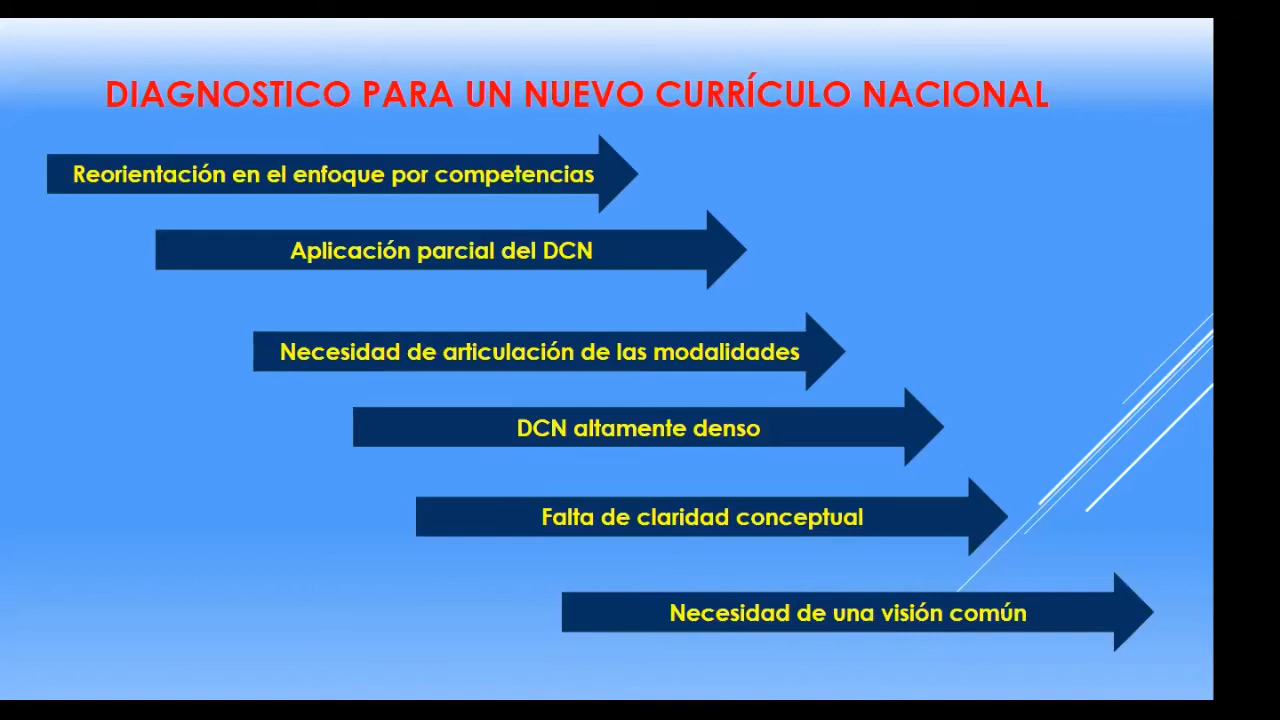 DIAGNOSTICO PARA UN NUEVO CURRÍCULO NACIONAL
Reorientación en el enfoque por competencias
Aplicación parcial del DCN
Necesidad de articulación de las modalidades
DCN altamente denso
Falta de claridad conceptual
Necesidad de una visión común